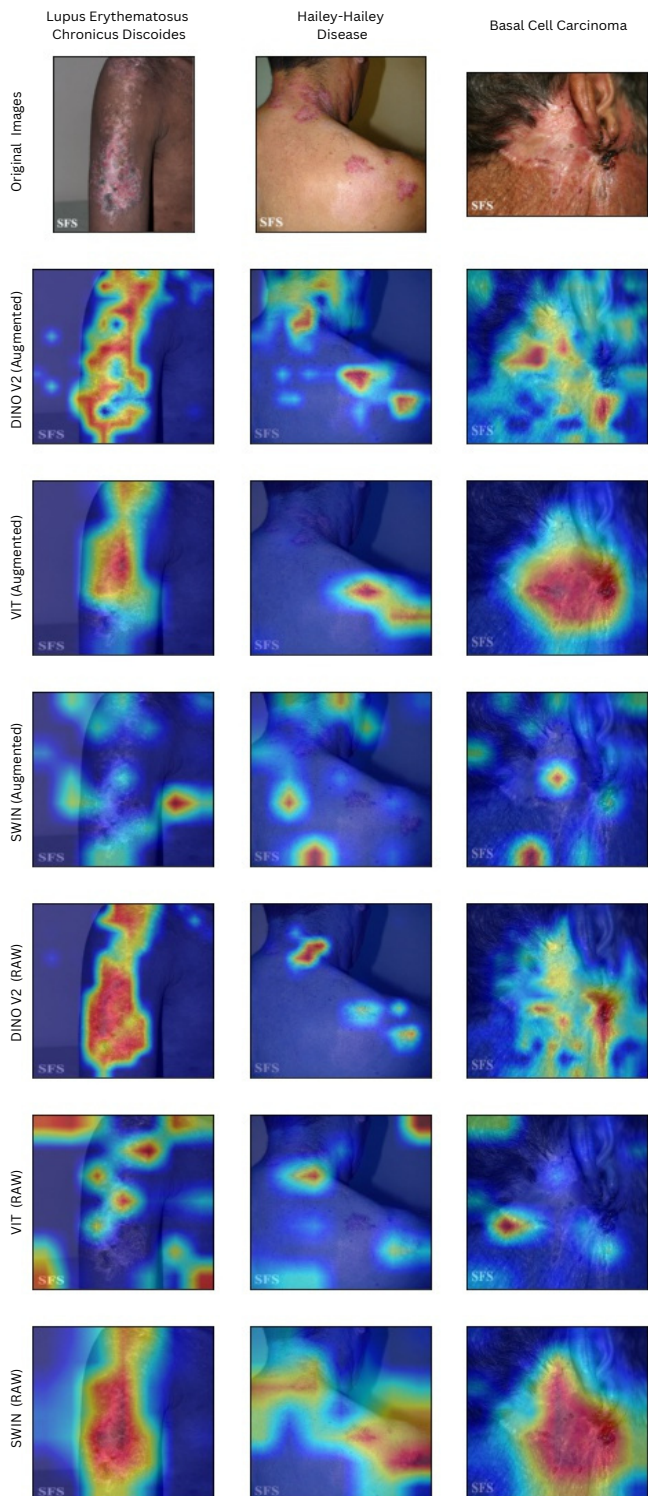 Lupus Erythematosus
Chronicus Discoides
Hailey-Hailey
Disease
Basal Cell Carcinoma
Original Images
SFS
SFS
SFS
DINO V2 (Augmented)
SFS
SFS
SFS
VIT (Augmented)
SFS
SFS
SFS
SWIN (Augmented)
SFS
SFS
SFS
DINO V2 (RAW)
SFS
SFS
SFS
VIT (RAW)
SFS
SFS
SFS
SWIN (RAW)
SFS
SFS
SFS